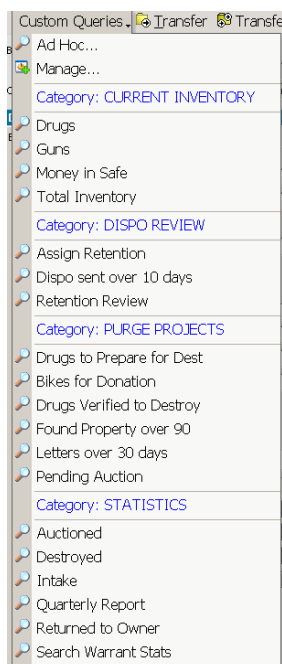 Custom Queries Transfer Transfe
Ad Hoc...
Manage...
Category: CURRENT INVENTORY
Drugs
Guns
Money in Safe
Total Inventory
Category: DISPO REVIEW
Assign Retention
Dispo sent over 10 days
Retention Review
Category: PURGE PROJECTS
Drugs to Prepare for Dest
Bikes for Donation
Drugs Verified to Destroy
Found Property over 90
Letters over 30 days
Pending Auction
Category: STATISTICS
Auctioned
Destroyed
Intake
Quarterly Report
Returned to Owner
Search Warrant Stats